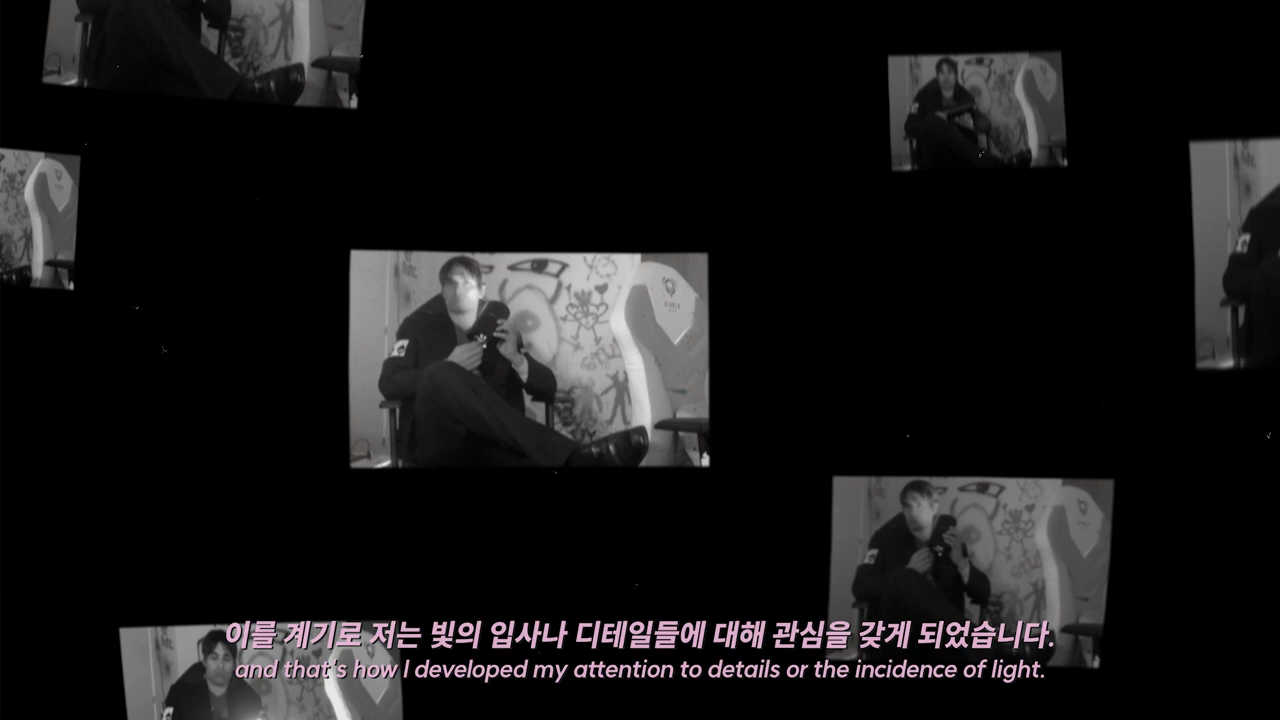 이를 계기로 저는 빛의 입사나 디테일들에 대해 관심을 갖게 되었습니다.
and that's how I developed my attention to details or the incidence of light.